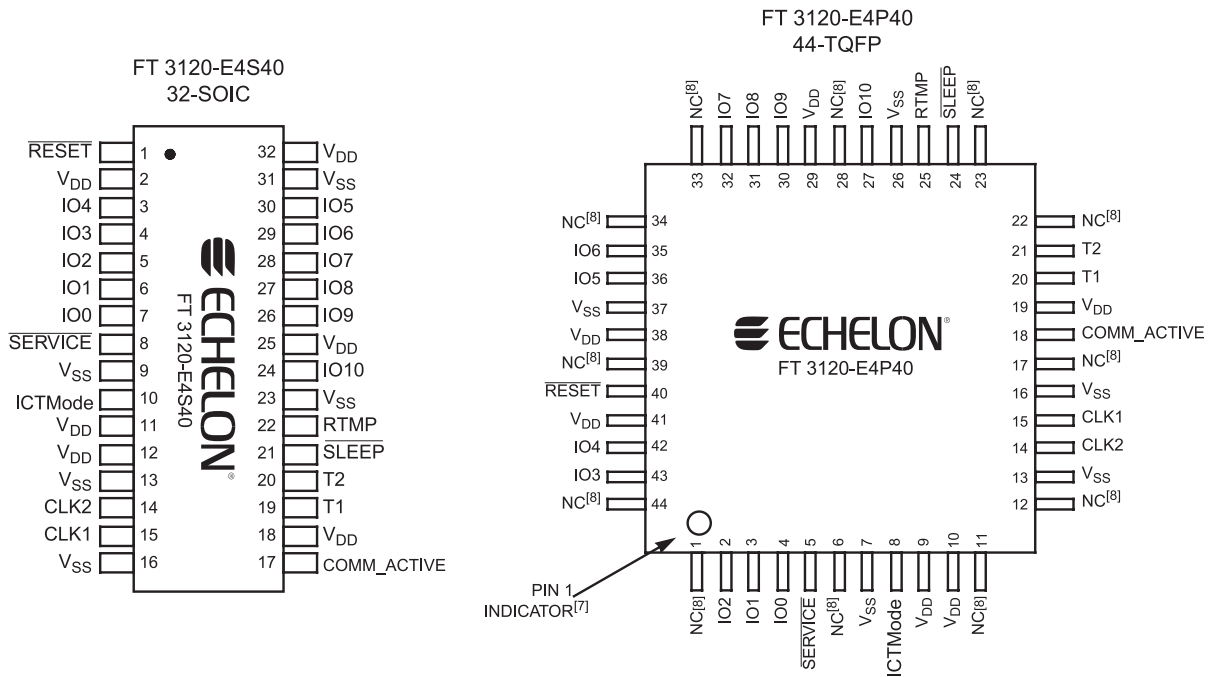 FT 3120-E4S40
32-SOIC
RESET 1 32 VDD
VDD 2 31 VSS
IO4 3 30 IO5
IO3 4 29 IO6
IO2 5 28 IO7
IO1 6 27 IO8
IO0 7 26 IO9
SERVICE 8 25 VDD
VSS 9 24 IO10
ICTMode 10 23 VSS
VDD 11 22 RTMP
VDD 12 21 SLEEP
VSS 13 20 T2
CLK2 14 19 T1
CLK1 15 18 VDD
VSS 16 17 COMM_ACTIVE
ECHELON®
FT 3120-E4S40
FT 3120-E4P40
44-TQFP
NC[8] IO7 IO8 IO9 VDD NC[8] IO10 VSS RTMP SLEEP NC[8]
33 32 31 30 29 28 27 26 25 24 23
NC[8] 34 22 NC[8]
IO6 35 21 T2
IO5 36 20 T1
VSS 37 19 VDD
VDD 38 18 COMM_ACTIVE
NC[8] 39 17 NC[8]
RESET 40 16 VSS
VDD 41 15 CLK1
IO4 42 14 CLK2
IO3 43 13 VSS
NC[8] 44 12 NC[8]
ECHELON®
FT 3120-E4P40
1 2 3 4 5 6 7 8 9 10 11
NC[8] IO2 IO1 IO0 SERVICE NC[8] VSS ICTMode VDD VDD NC[8]
PIN 1
INDICATOR[7]